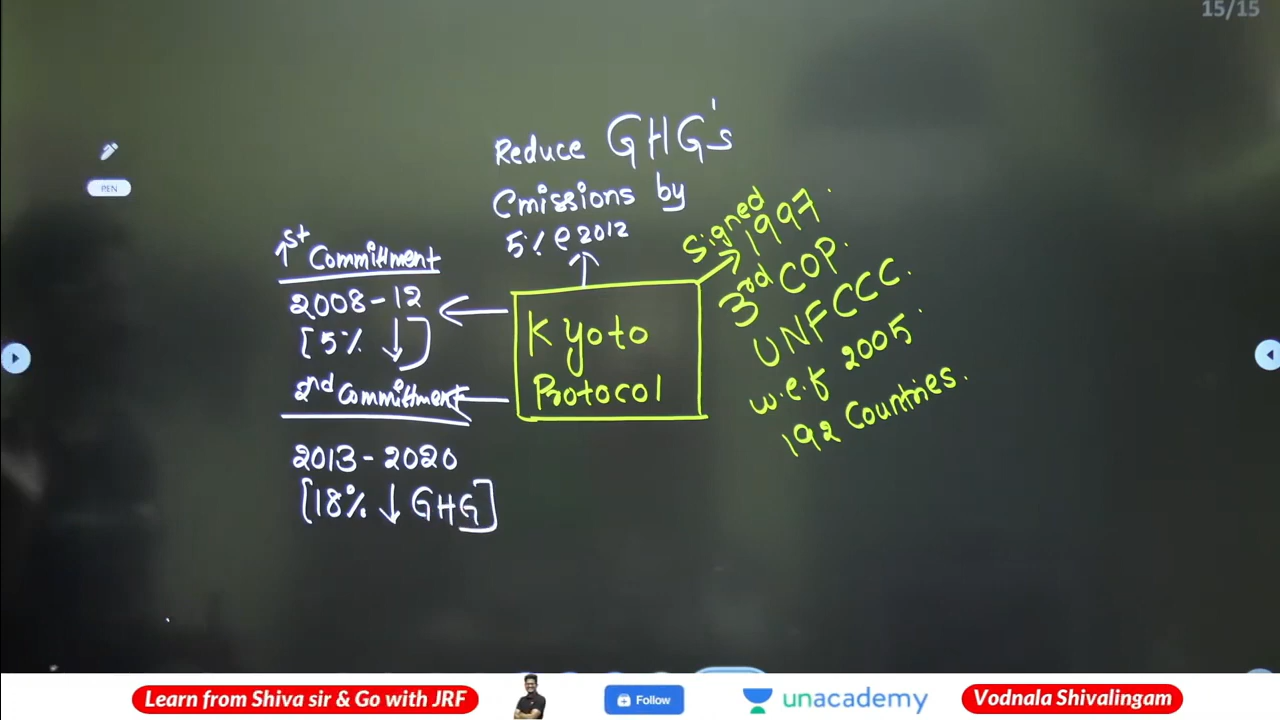 15/15
PEN
Reduce GHG's
Emissions by
5% @ 2012
1st Committment
2008-12
[5% ↓]
2nd Committment
2013-2020
[18% ↓ GHG]
Kyoto
Protocol
Signed
1997.
3rd COP.
UNFCCC.
w.e.f 2005.
192 Countries.
Learn from Shiva sir & Go with JRF
Follow
unacademy
Vodnala Shivalingam